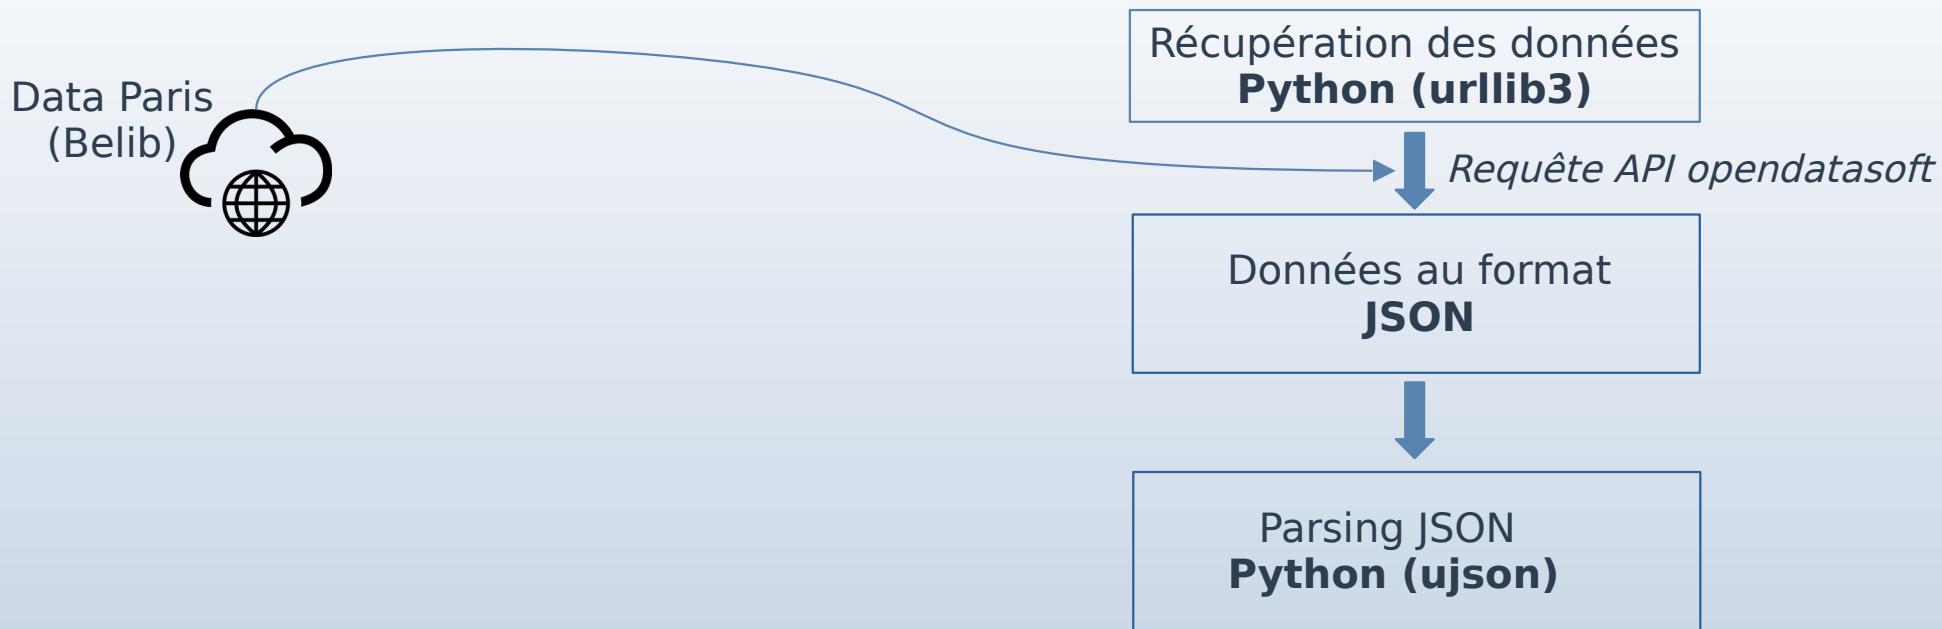 Récupération des données
Python (urllib3)
Data Paris
(Belib)
Requête API opendatasoft
Données au format
JSON
Parsing JSON
Python (ujson)